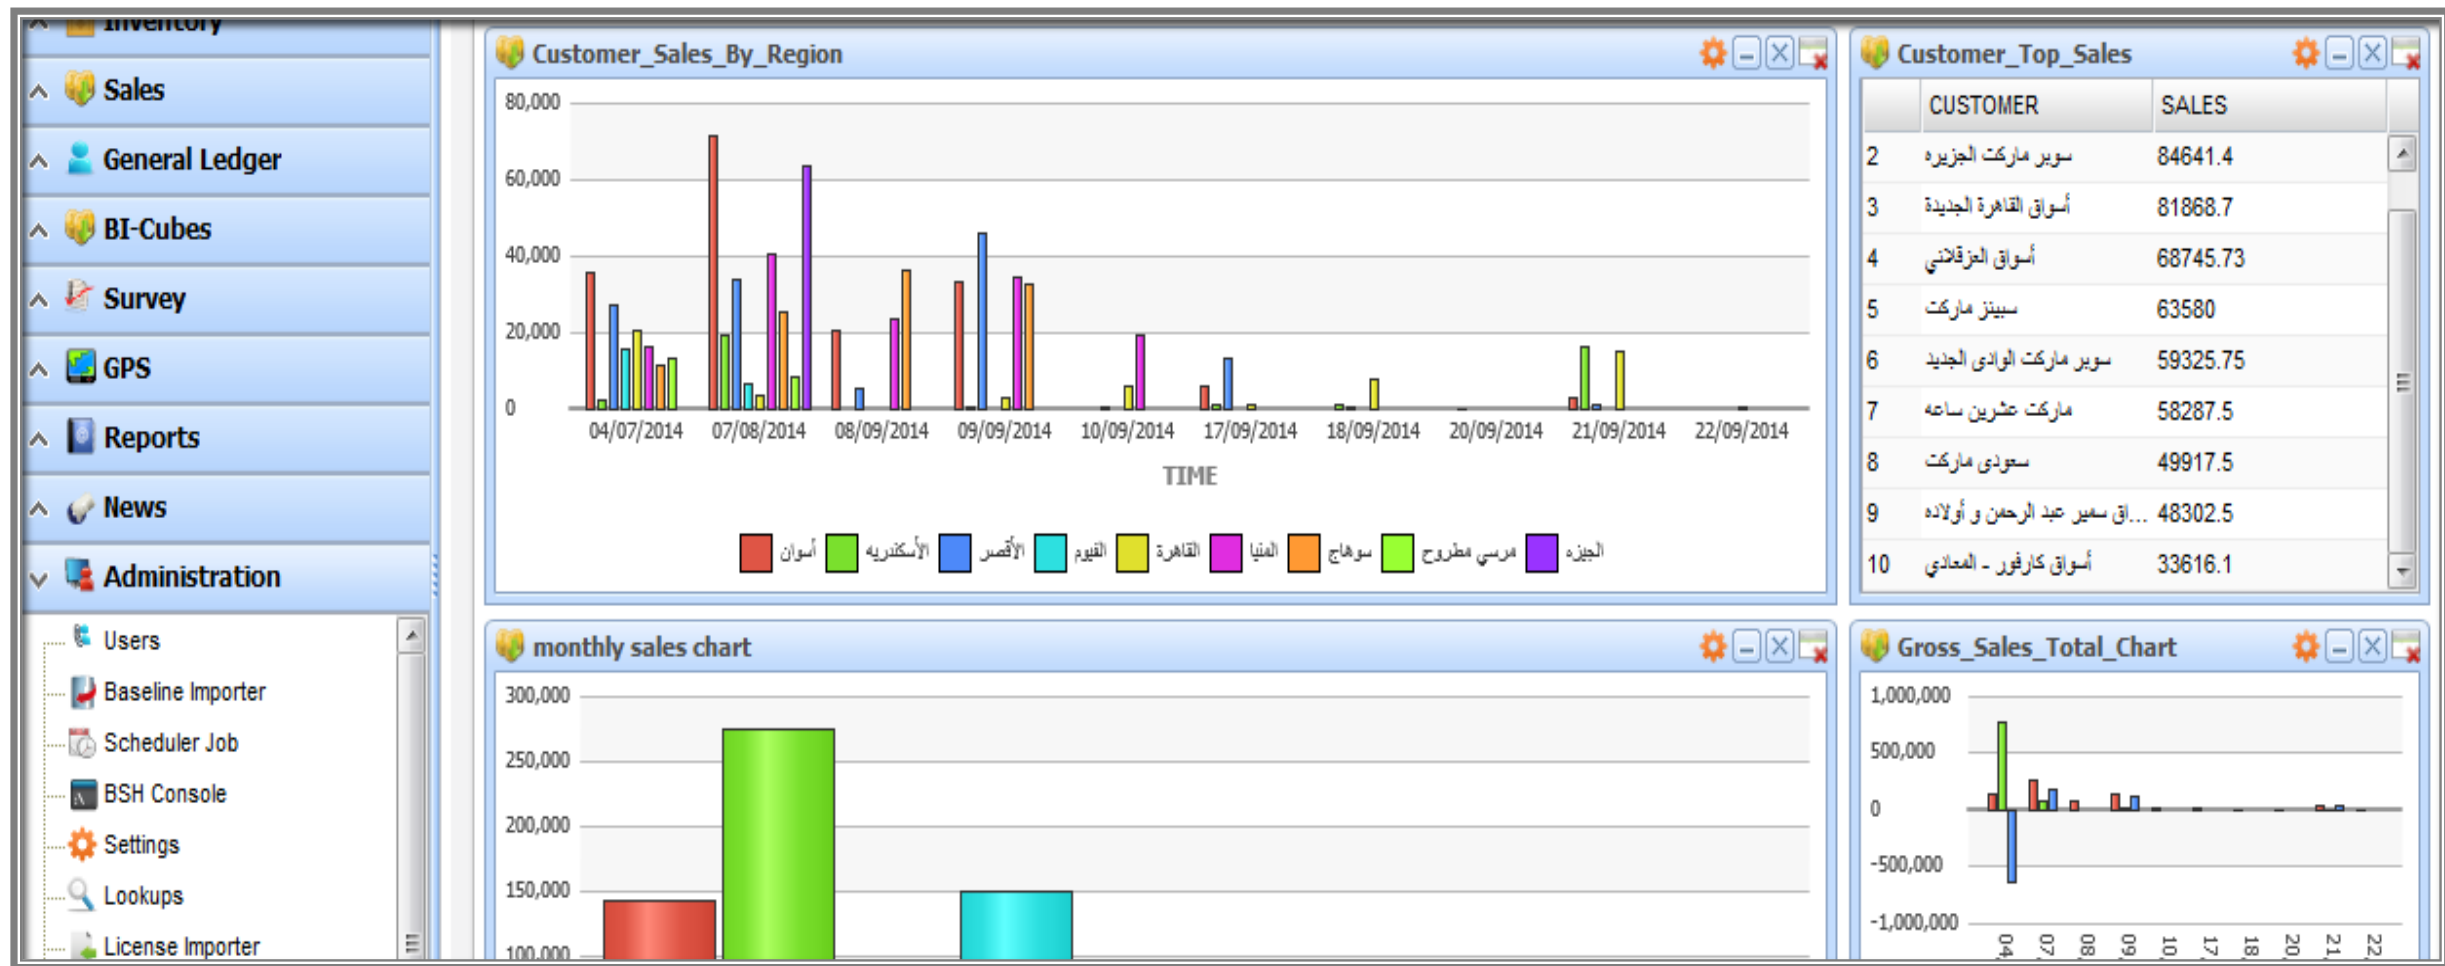 Inventory
Sales
General Ledger
BI-Cubes
Survey
GPS
Reports
News
Administration
Users
Baseline Importer
Scheduler Job
BSH Console
Settings
Lookups
License Importer
Customer_Sales_By_Region
80,000
60,000
40,000
20,000
0
04/07/2014 07/08/2014 08/09/2014 09/09/2014 10/09/2014 17/09/2014 18/09/2014 20/09/2014 21/09/2014 22/09/2014
TIME
أسوان الأسكندريه الأقصر الفيوم القاهرة المنيا سوهاج مرسي مطروح الجيزه
Customer_Top_Sales
CUSTOMER SALES
2 سوبر ماركت الجزيره 84641.4
3 أسواق القاهرة الجديدة 81868.7
4 أسواق العزقلاني 68745.73
5 سبينز ماركت 63580
6 سوبر ماركت الوادى الجديد 59325.75
7 ماركت عشرين ساعه 58287.5
8 سعودى ماركت 49917.5
9 ...اق سمير عبد الرحمن و أولاده 48302.5
10 أسواق كارفور - المعادي 33616.1
monthly sales chart
300,000
250,000
200,000
150,000
100,000
Gross_Sales_Total_Chart
1,000,000
500,000
0
-500,000
-1,000,000
04 07 08 09 10 17 18 20 21 22